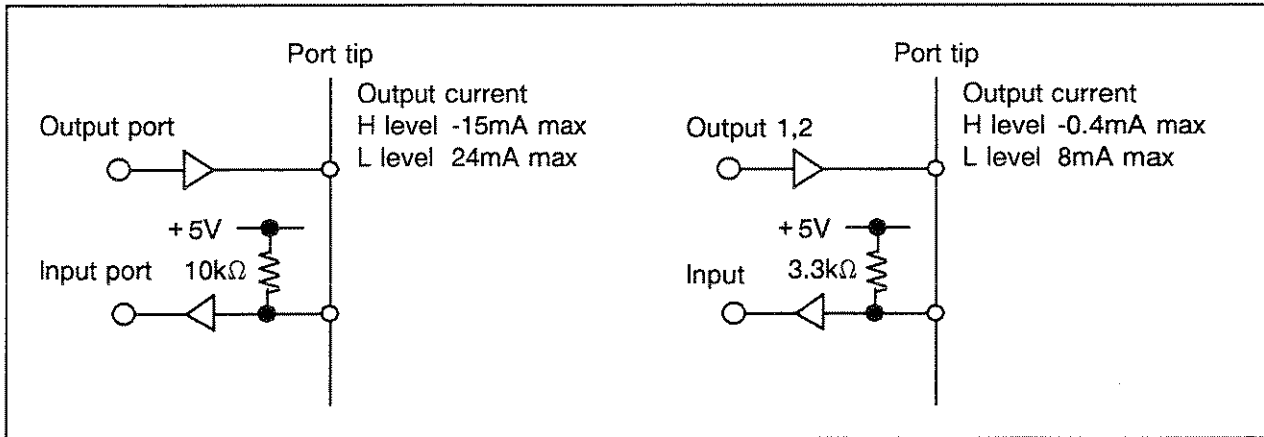 Port tip
Output current
H level -15mA max
L level 24mA max
Output port
+5V
Input port
10kΩ
Port tip
Output current
H level -0.4mA max
L level 8mA max
Output 1,2
+5V
Input
3.3kΩ